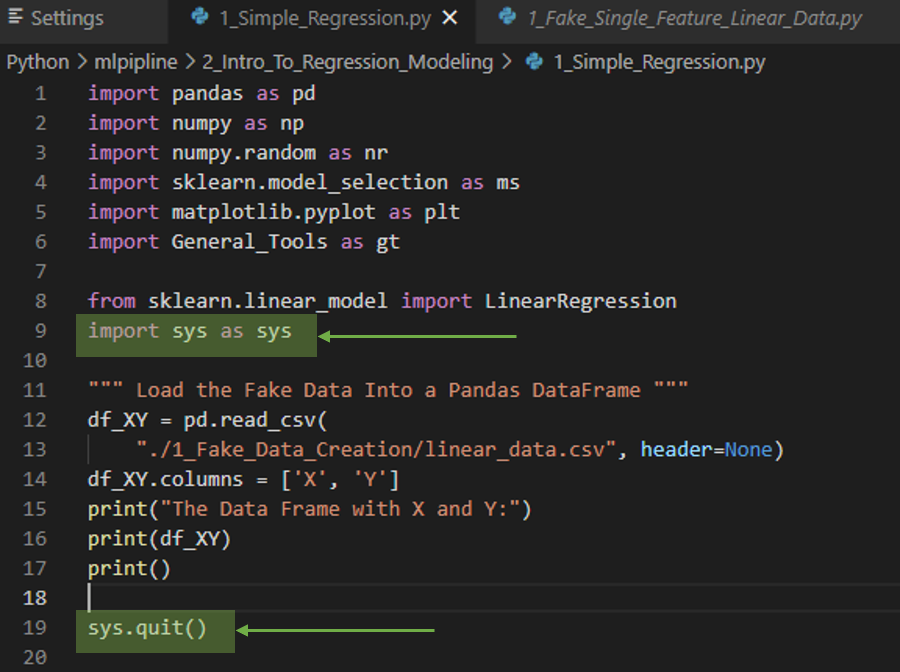 Settings
1_Simple_Regression.py
1_Fake_Single_Feature_Linear_Data.py
Python > mlpipline > 2_Intro_To_Regression_Modeling > 1_Simple_Regression.py
1 import pandas as pd
2 import numpy as np
3 import numpy.random as nr
4 import sklearn.model_selection as ms
5 import matplotlib.pyplot as plt
6 import General_Tools as gt
7
8 from sklearn.linear_model import LinearRegression
9 import sys as sys
10
11 """ Load the Fake Data Into a Pandas DataFrame """
12 df_XY = pd.read_csv(
13     "./1_Fake_Data_Creation/linear_data.csv", header=None)
14 df_XY.columns = ['X', 'Y']
15 print("The Data Frame with X and Y:")
16 print(df_XY)
17 print()
18
19 sys.quit()
20